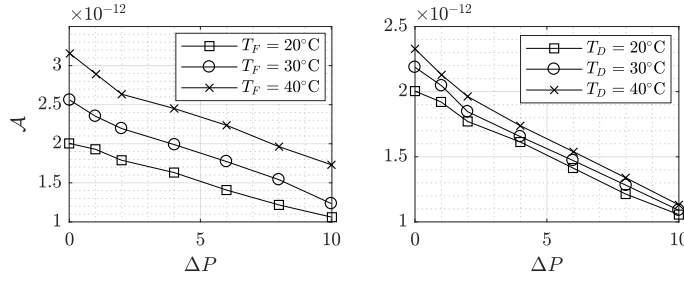 ×10⁻¹²
3
2.5
2
1.5
1
0
5
10
𝒜
ΔP
T_F = 20°C
T_F = 30°C
T_F = 40°C
×10⁻¹²
2.5
2
1.5
1
0
5
10
ΔP
T_D = 20°C
T_D = 30°C
T_D = 40°C